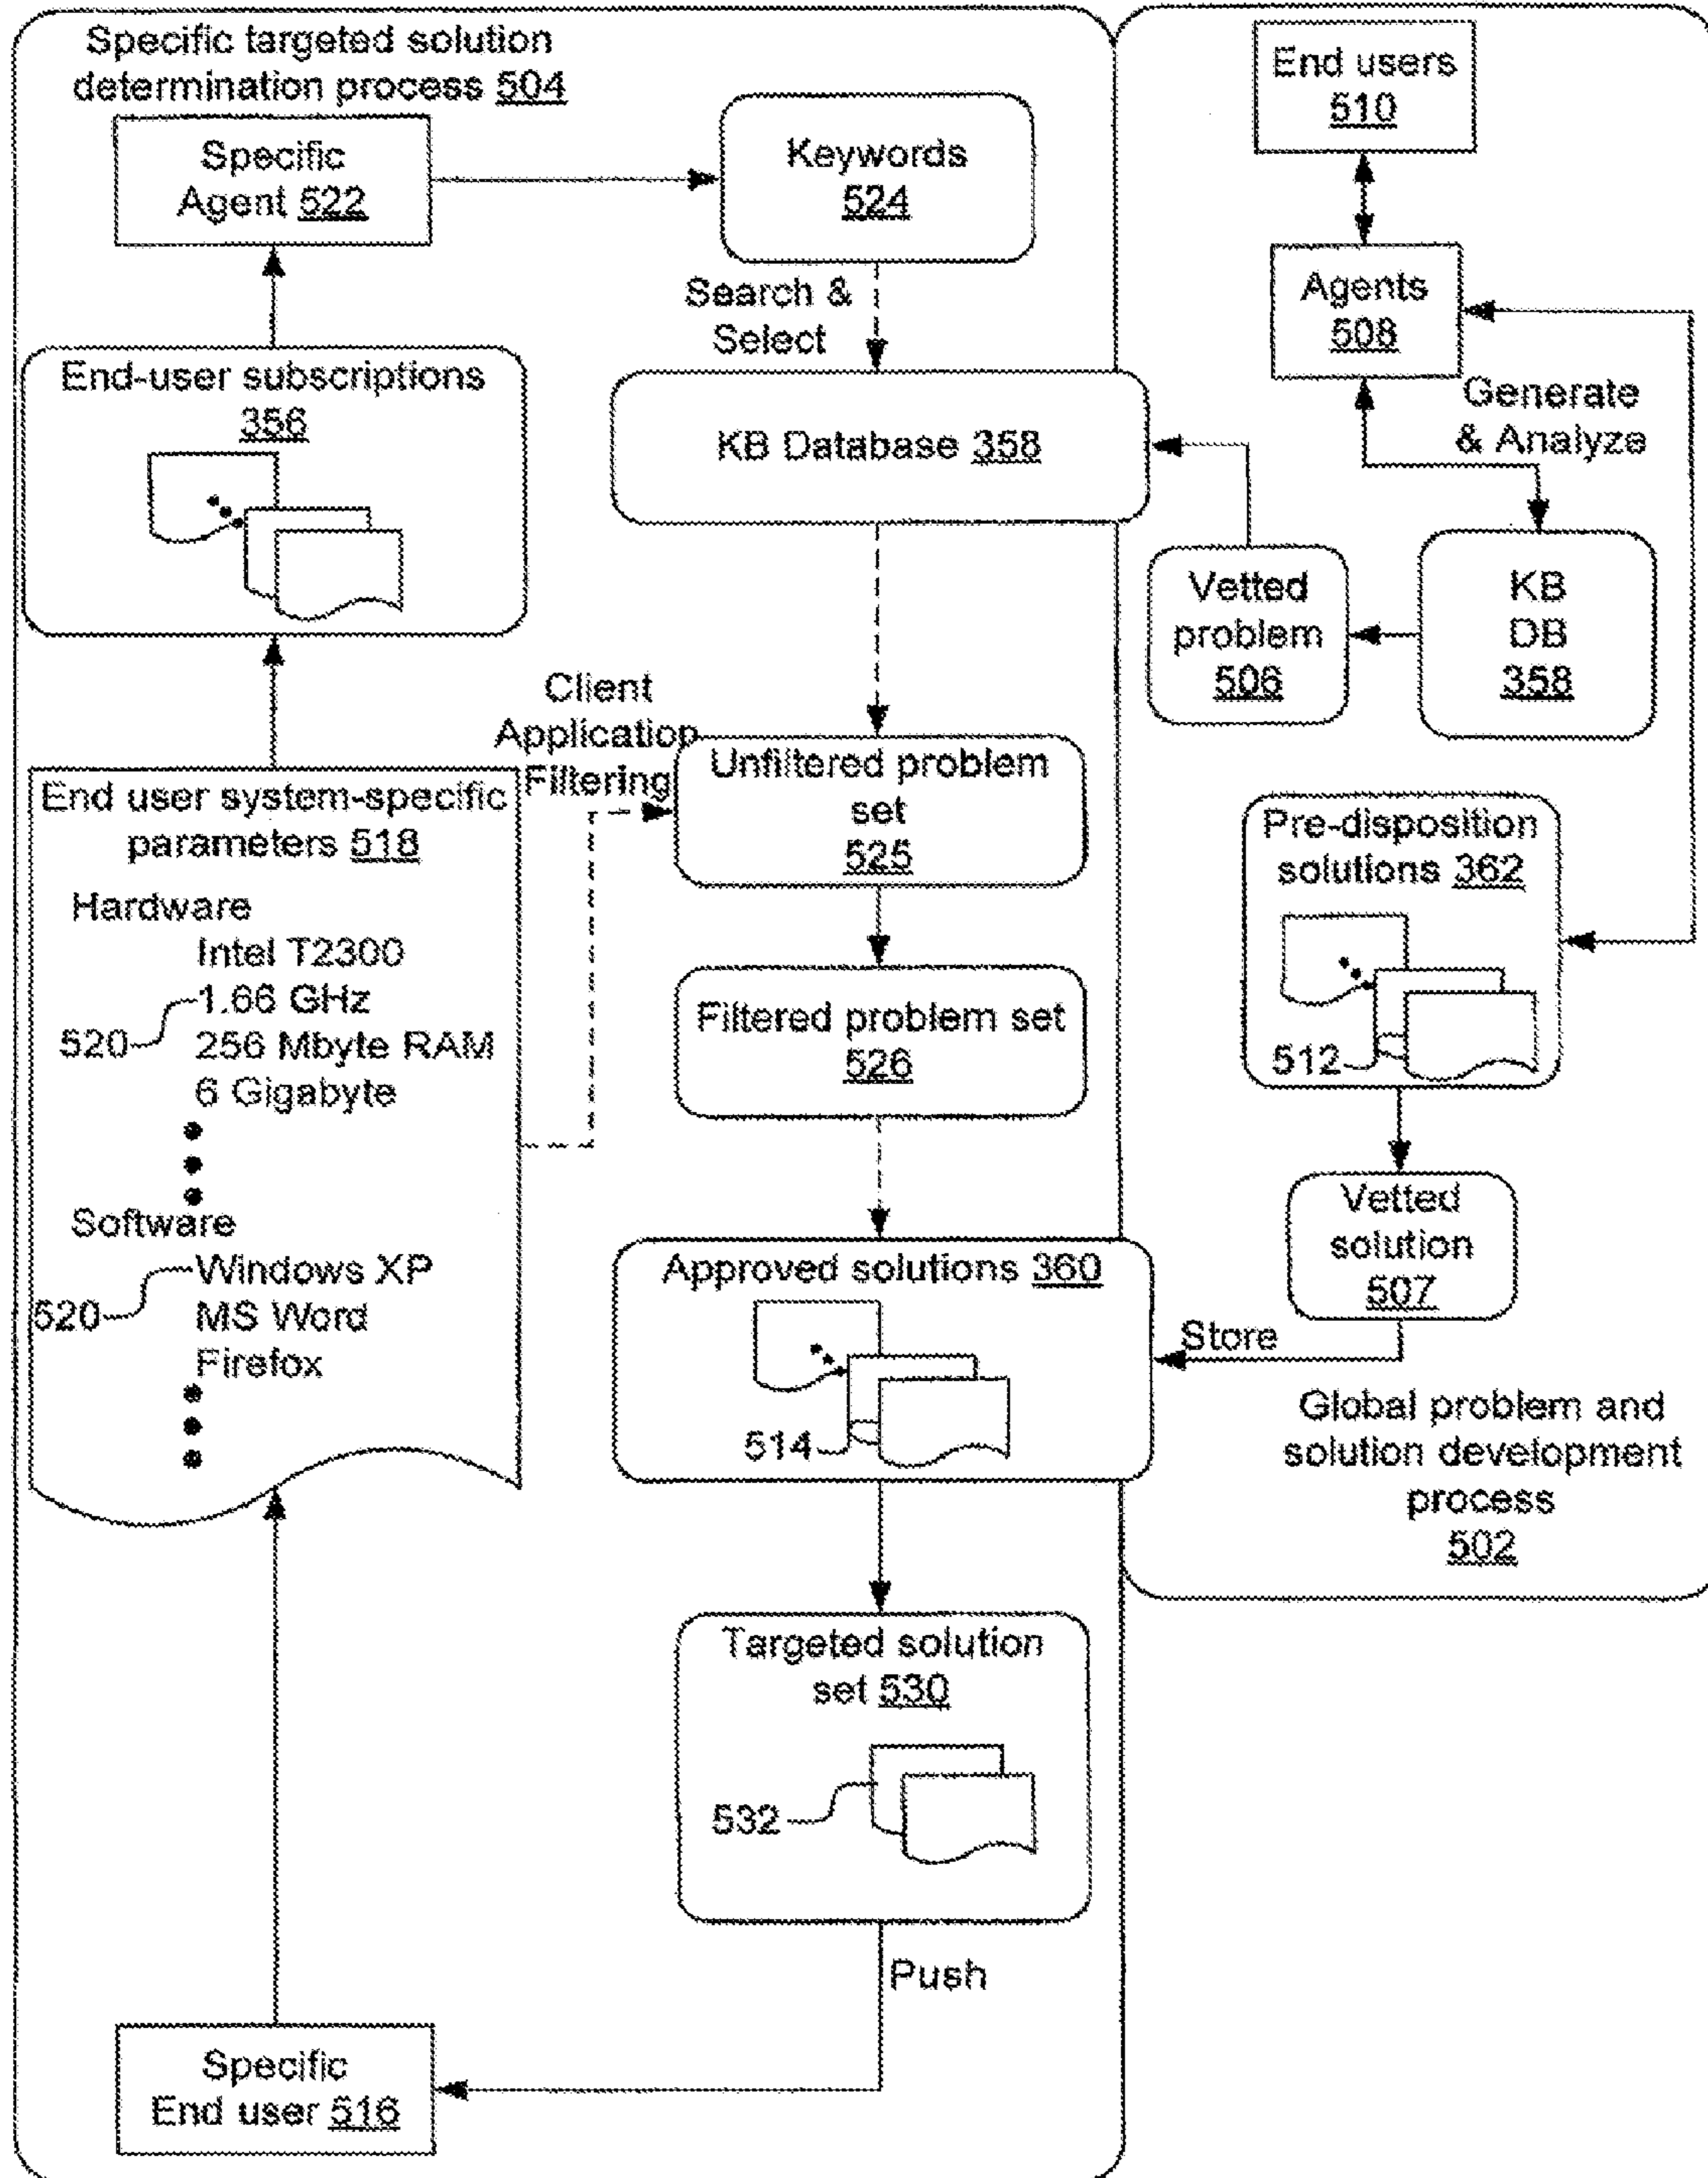 Specific targeted solution
determination process 504
Specific
Agent 522
Keywords
524
Search &
Select
End-user subscriptions
356
KB Database 358
Client
Application
Filtering
End user system-specific
parameters 518
Hardware
Intel T2300
1.66 GHz
520
256 Mbyte RAM
6 Gigabyte
Software
Windows XP
520
MS Word
Firefox
Unfiltered problem
set
525
Filtered problem set
526
Approved solutions 360
514
Targeted solution
set 530
532
Push
Specific
End user 516
End users
510
Agents
508
Generate
& Analyze
Vetted
problem
506
KB
DB
358
Pre-disposition
solutions 362
512
Vetted
solution
507
Store
Global problem and
solution development
process
502